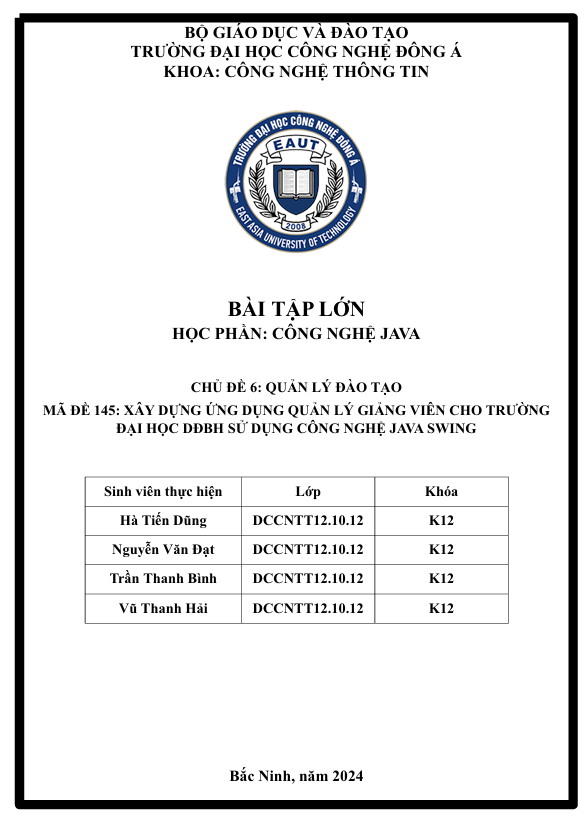 BỘ GIÁO DỤC VÀ ĐÀO TẠO
TRƯỜNG ĐẠI HỌC CÔNG NGHỆ ĐÔNG Á
KHOA: CÔNG NGHỆ THÔNG TIN
TRƯỜNG ĐẠI HỌC CÔNG NGHỆ ĐÔNG Á
EAUT
2008
EAST ASIA UNIVERSITY OF TECHNOLOGY
BÀI TẬP LỚN
HỌC PHẦN: CÔNG NGHỆ JAVA
CHỦ ĐỀ 6: QUẢN LÝ ĐÀO TẠO
MÃ ĐỀ 145: XÂY DỰNG ỨNG DỤNG QUẢN LÝ GIẢNG VIÊN CHO TRƯỜNG
ĐẠI HỌC DĐBH SỬ DỤNG CÔNG NGHỆ JAVA SWING
Sinh viên thực hiện Lớp Khóa
Hà Tiến Dũng DCCNTT12.10.12 K12
Nguyễn Văn Đạt DCCNTT12.10.12 K12
Trần Thanh Bình DCCNTT12.10.12 K12
Vũ Thanh Hải DCCNTT12.10.12 K12
Bắc Ninh, năm 2024